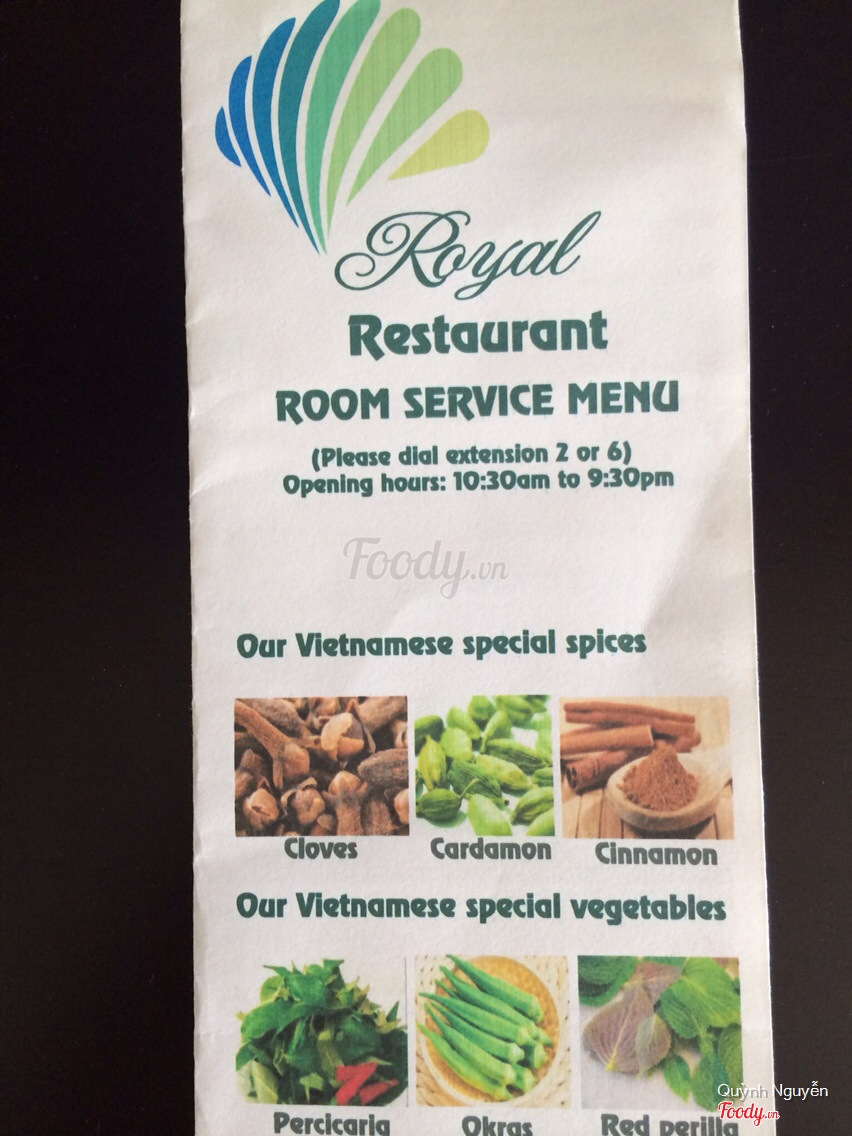 Royal
Restaurant
ROOM SERVICE MENU
(Please dial extension 2 or 6)
Opening hours: 10:30am to 9:30pm
Foody.vn
Our Vietnamese special spices
Cloves Cardamon Cinnamon
Our Vietnamese special vegetables
Percicaria Okras Red perilla
Quỳnh Nguyễn
Foody.vn